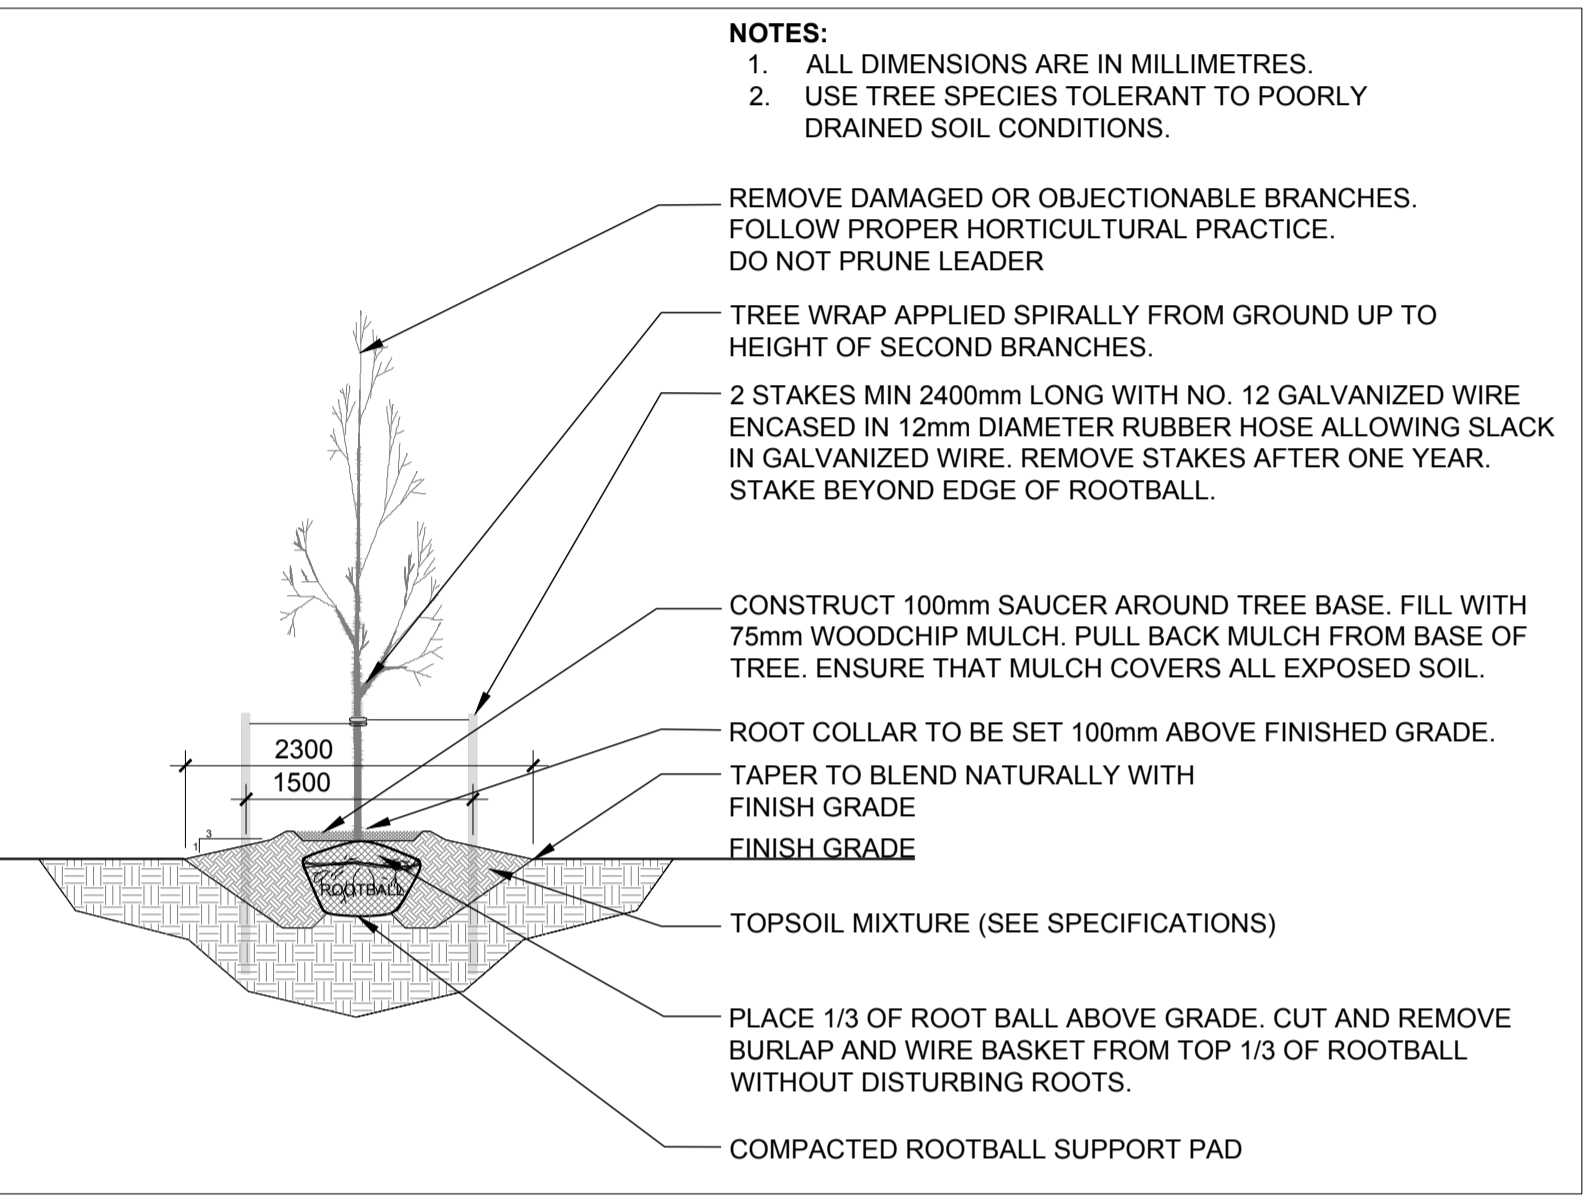 NOTES:
1. ALL DIMENSIONS ARE IN MILLIMETRES.
2. USE TREE SPECIES TOLERANT TO POORLY
DRAINED SOIL CONDITIONS.
REMOVE DAMAGED OR OBJECTIONABLE BRANCHES.
FOLLOW PROPER HORTICULTURAL PRACTICE.
DO NOT PRUNE LEADER
TREE WRAP APPLIED SPIRALLY FROM GROUND UP TO
HEIGHT OF SECOND BRANCHES.
2 STAKES MIN 2400mm LONG WITH NO. 12 GALVANIZED WIRE
ENCASED IN 12mm DIAMETER RUBBER HOSE ALLOWING SLACK
IN GALVANIZED WIRE. REMOVE STAKES AFTER ONE YEAR.
STAKE BEYOND EDGE OF ROOTBALL.
CONSTRUCT 100mm SAUCER AROUND TREE BASE. FILL WITH
75mm WOODCHIP MULCH. PULL BACK MULCH FROM BASE OF
TREE. ENSURE THAT MULCH COVERS ALL EXPOSED SOIL.
ROOT COLLAR TO BE SET 100mm ABOVE FINISHED GRADE.
TAPER TO BLEND NATURALLY WITH
FINISH GRADE
FINISH GRADE
TOPSOIL MIXTURE (SEE SPECIFICATIONS)
PLACE 1/3 OF ROOT BALL ABOVE GRADE. CUT AND REMOVE
BURLAP AND WIRE BASKET FROM TOP 1/3 OF ROOTBALL
WITHOUT DISTURBING ROOTS.
COMPACTED ROOTBALL SUPPORT PAD
2300
1500
3
1
ROOTBALL